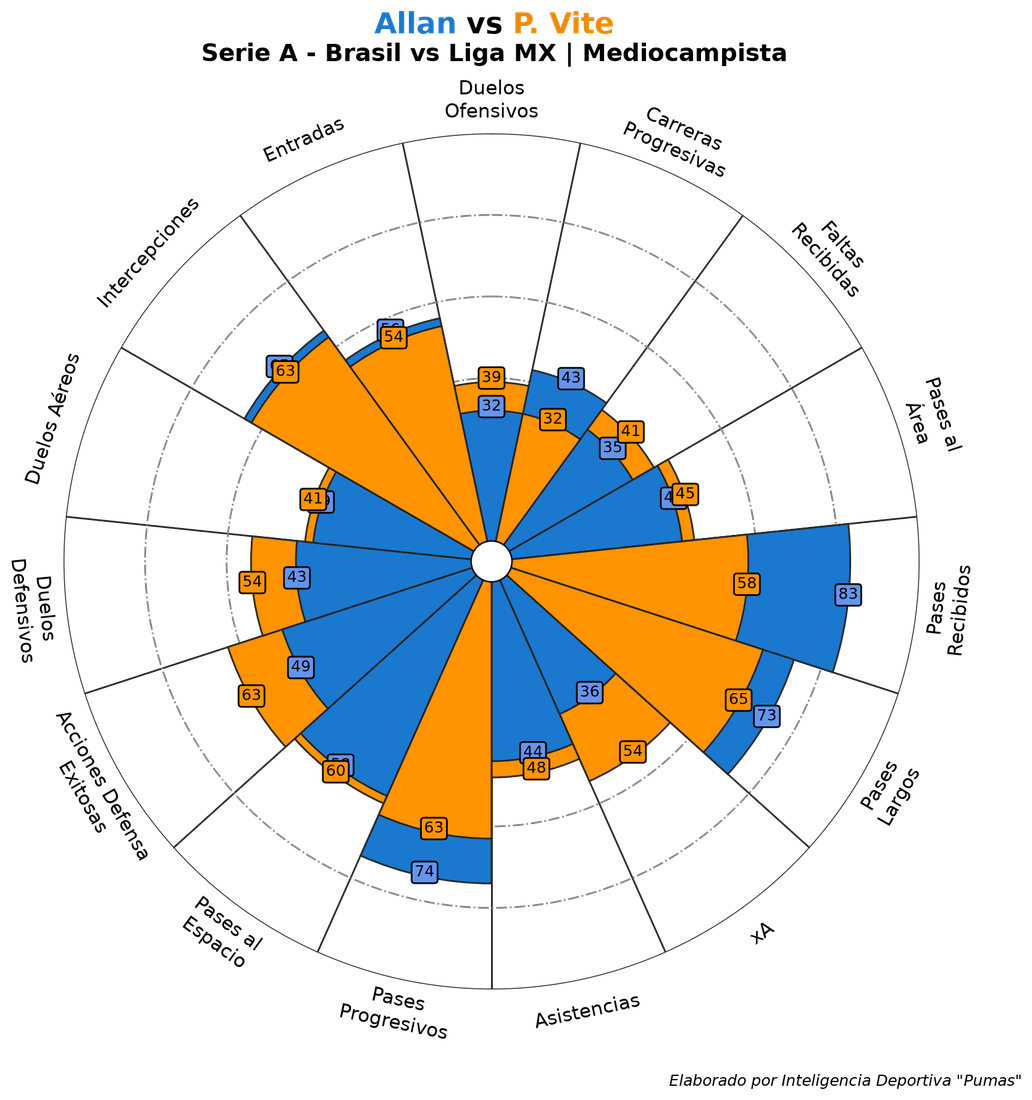 Allan vs P. Vite
Serie A - Brasil vs Liga MX | Mediocampista
Duelos
Ofensivos
Carreras
Progresivas
Faltas
Recibidas
Pases al
Área
Pases
Recibidos
Pases
Largos
xA
Asistencias
Pases
Progresivos
Pases al
Espacio
Acciones Defensa
Exitosas
Duelos
Defensivos
Duelos Aéreos
Intercepciones
Entradas
39
32
43
32
35
41
45
58
83
65
73
36
54
44
48
63
74
60
49
63
43
54
41
63
54
Elaborado por Inteligencia Deportiva "Pumas"